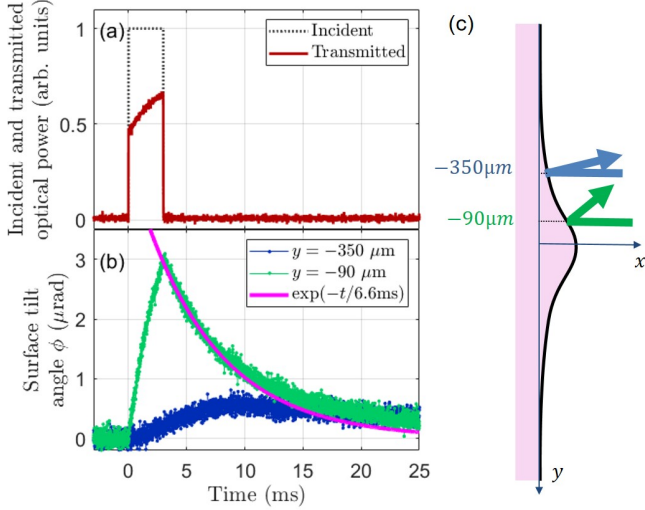 (a)
Incident
Transmitted
Incident and transmitted
optical power (arb. units)
1
0.5
0
(b)
y = −350 µm
y = −90 µm
exp(−t/6.6ms)
Surface tilt
angle ϕ (µrad)
3
2
1
0
0 5 10 15 20 25
Time (ms)
(c)
−350µm
−90µm
x
y